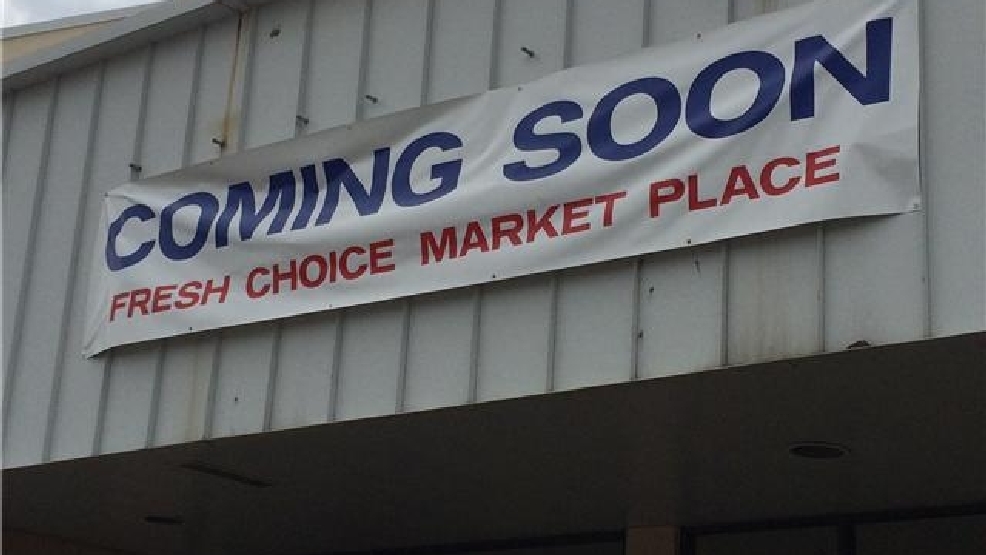 COMING SOON
FRESH CHOICE MARKET PLACE